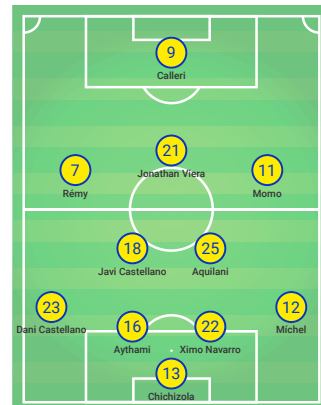 9
Calleri
21
Jonathan Viera
7
Rémy
11
Momo
18
Javi Castellano
25
Aquilani
23
Dani Castellano
12
Michel
16
Aythami
22
Ximo Navarro
13
Chichizola